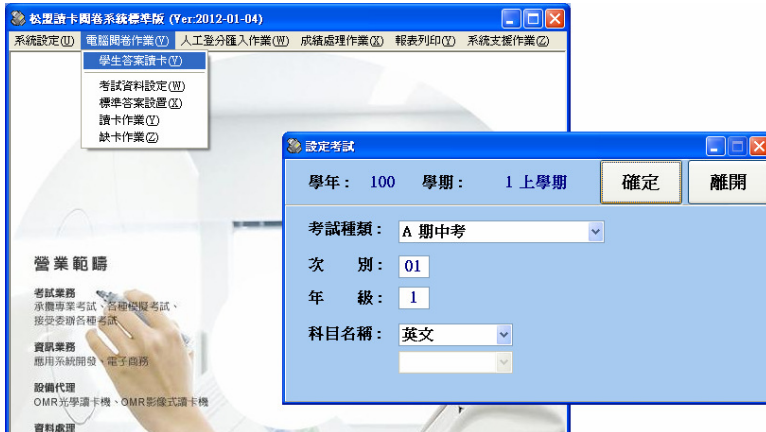 松盟讀卡閱卷系統標準版 (Ver:2012-01-04)
系統設定(U) 電腦閱卷作業(V) 人工登分匯入作業(W) 成績處理作業(X) 報表列印(Y) 系統支援作業(Z)
學生答案讀卡(V)
考試資料設定(W)
標準答案設置(X)
讀卡作業(Y)
缺卡作業(Z)
設定考試
學年： 100 學期： 1 上學期 確定 離開
考試種類： A 期中考
次 別： 01
年 級： 1
科目名稱： 英文
營業範疇
考試業務
承攬專業考試、各種模擬考試、
接受委辦各種考試
資訊業務
應用系統開發、電子商務
設備代理
OMR光學讀卡機、OMR影像式讀卡機
資料處理